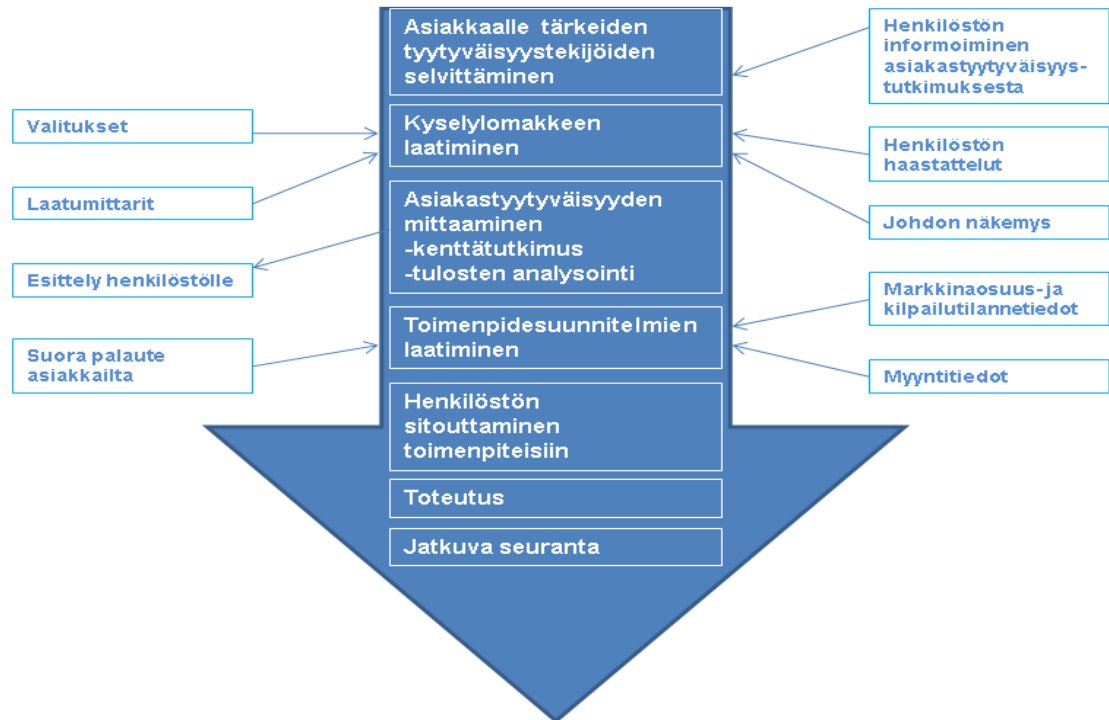 Asiakkaalle tärkeiden
tyytyväisyystekijöiden
selvittäminen
Henkilöstön
informoiminen
asiakastyytyväisyys-
tutkimuksesta
Valitukset
Kyselylomakkeen
laatiminen
Henkilöstön
haastattelut
Laatumittarit
Asiakastyytyväisyyden
mittaaminen
-kenttätutkimus
-tulosten analysointi
Johdon näkemys
Esittely henkilöstölle
Markkinaosuus-ja
kilpailutilannetiedot
Toimenpidesuunnitelmien
laatiminen
Suora palaute
asiakkailta
Myyntitiedot
Henkilöstön
sitouttaminen
toimenpiteisiin
Toteutus
Jatkuva seuranta